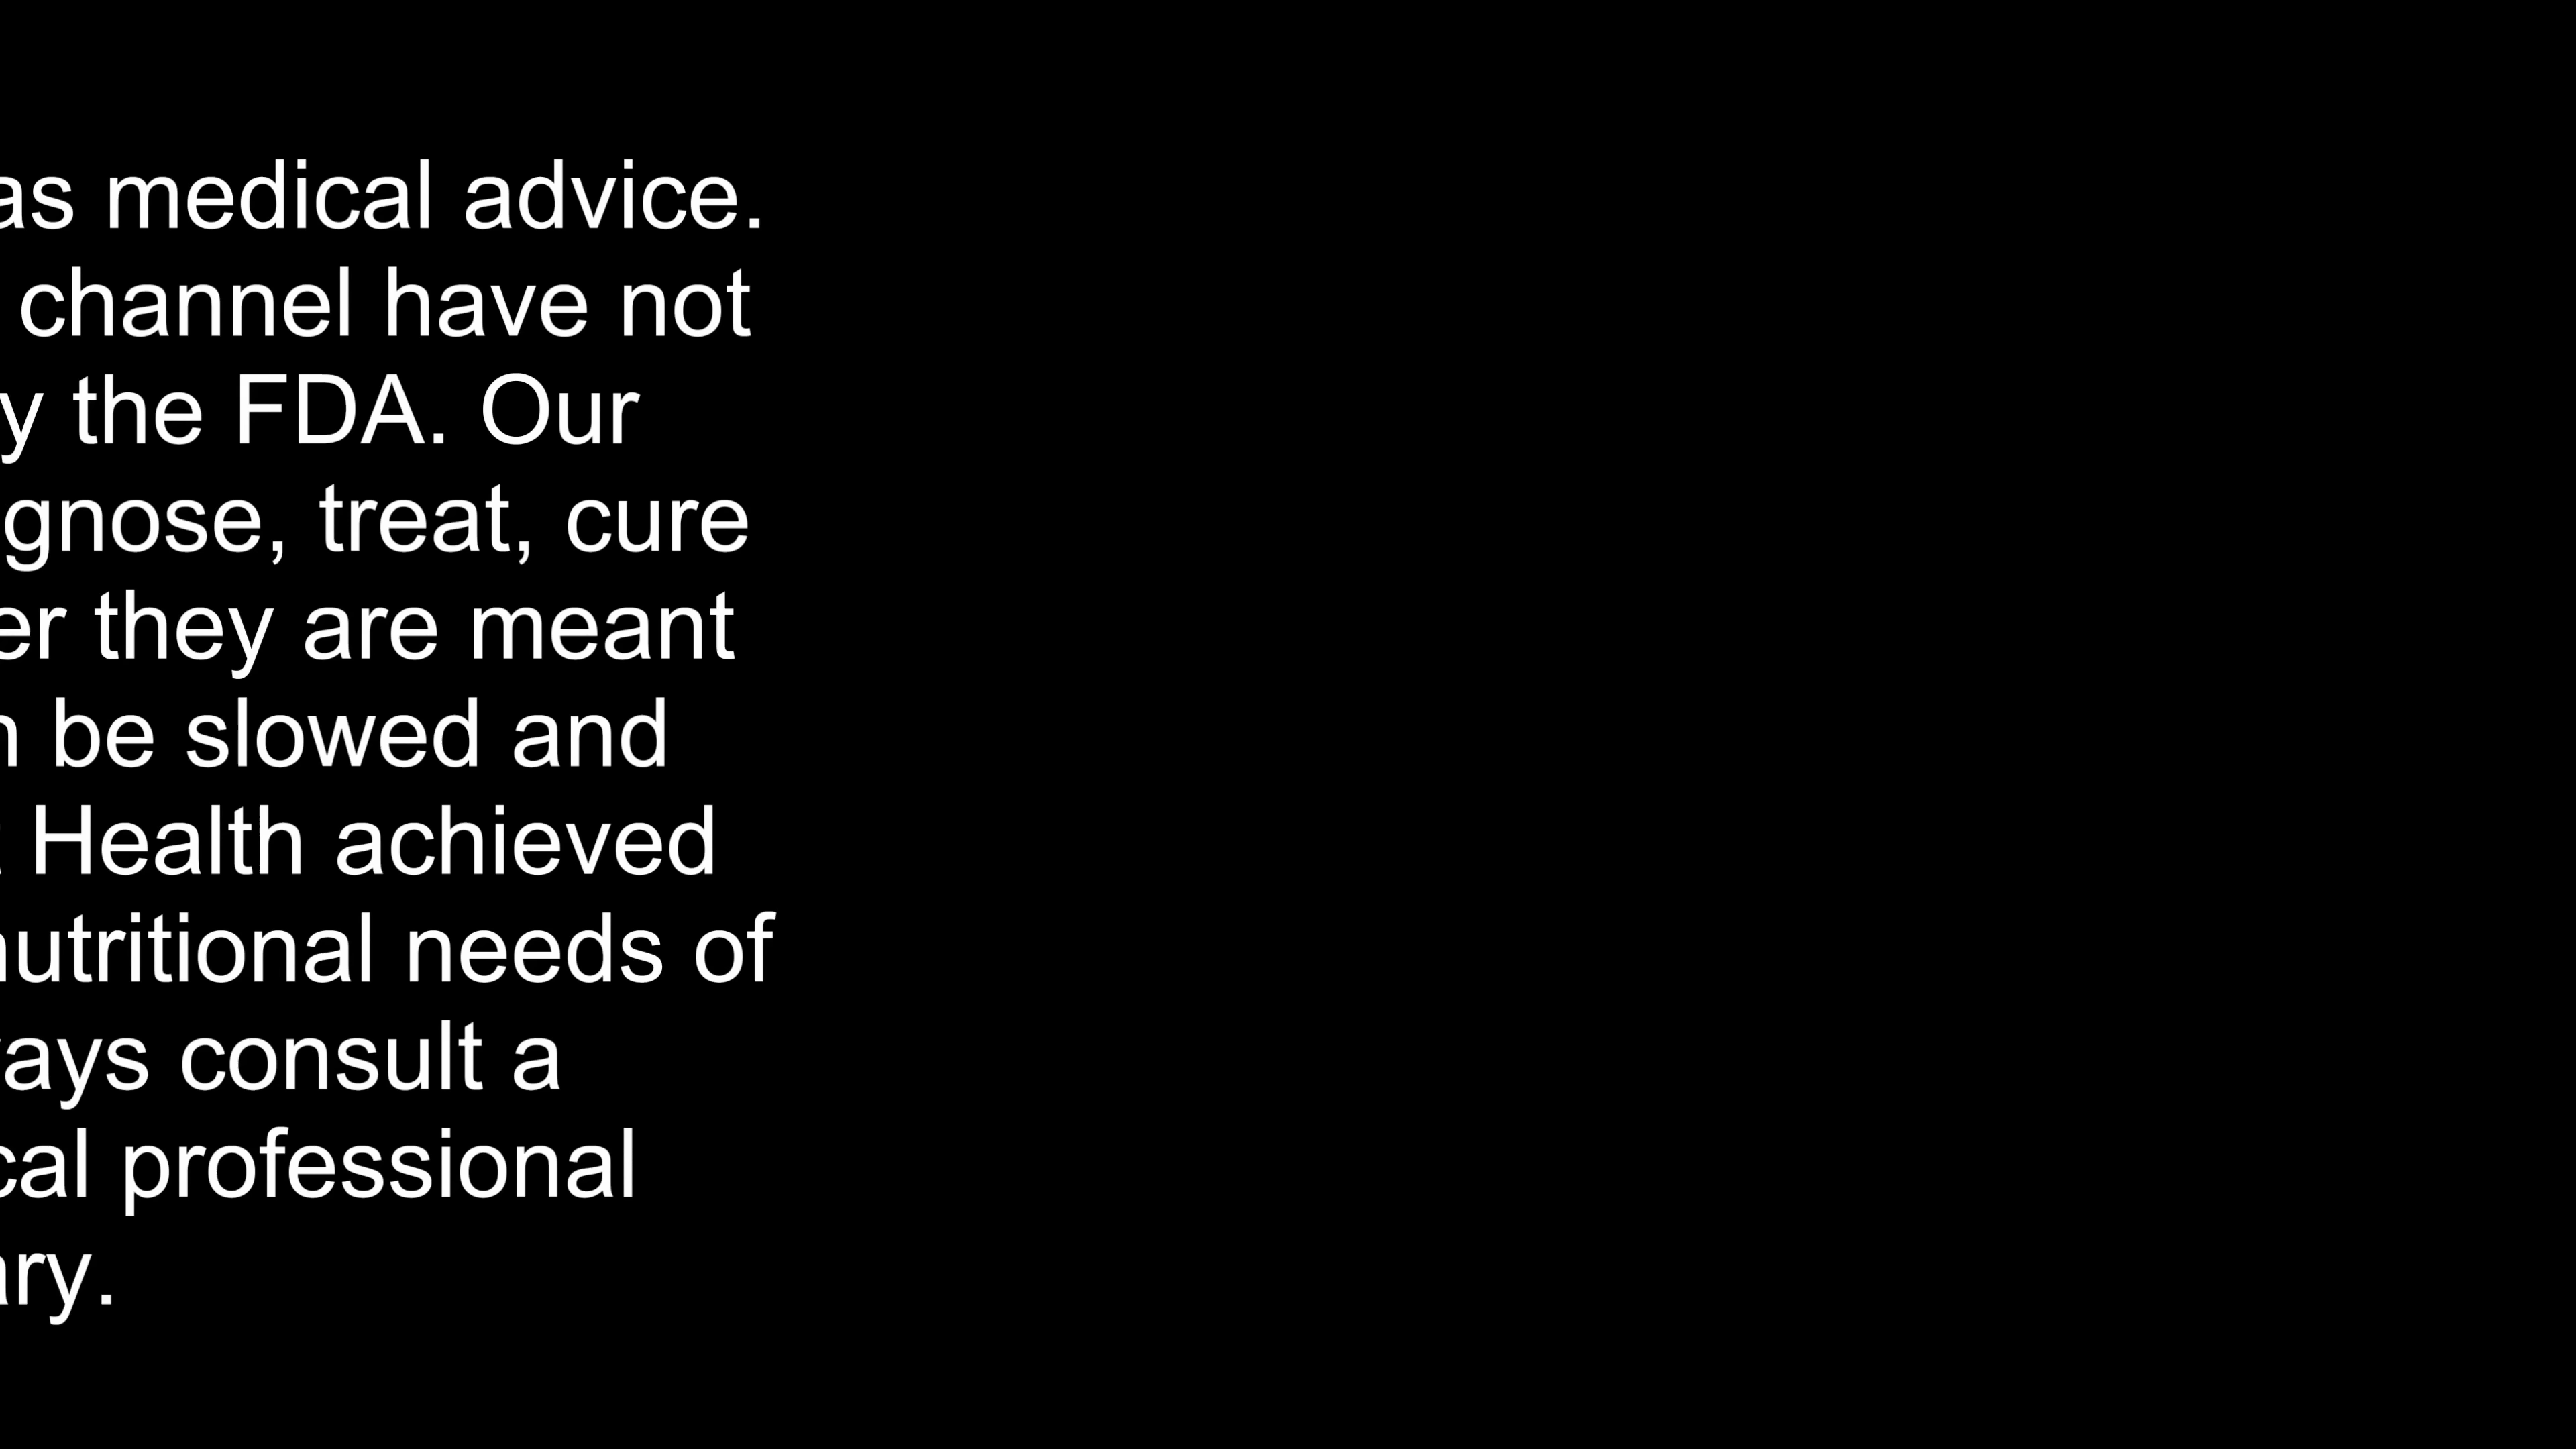 as medical advice.
channel have not
y the FDA. Our
gnose, treat, cure
er they are meant
be slowed and
Health achieved
nutritional needs of
ays consult a
cal professional
ary.